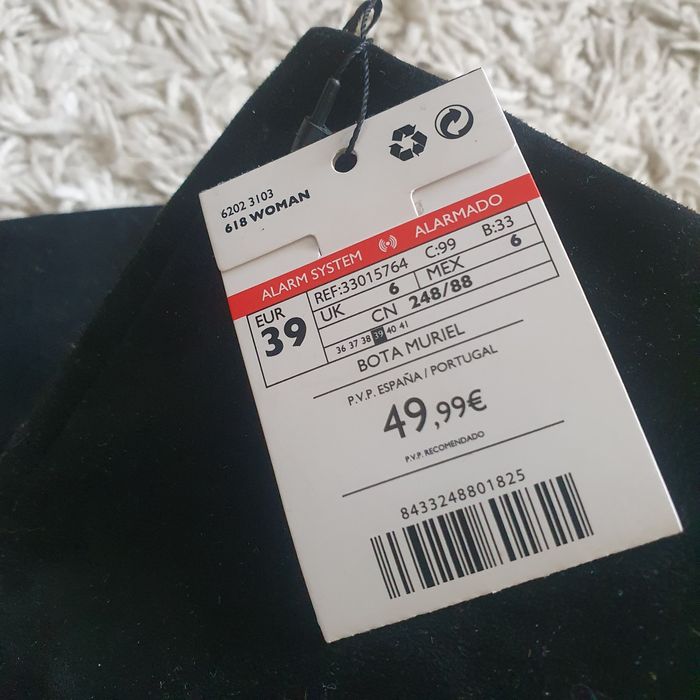 6202 3103
618 WOMAN
ALARM SYSTEM ALARMADO
EUR 39
REF:33015764 C:99 B:33
UK 6 MEX 6
CN 248/88
36 37 38 39 40 41
BOTA MURIEL
P.V.P. ESPAÑA / PORTUGAL
49,99€
P.V.P. RECOMENDADO
8433248801825